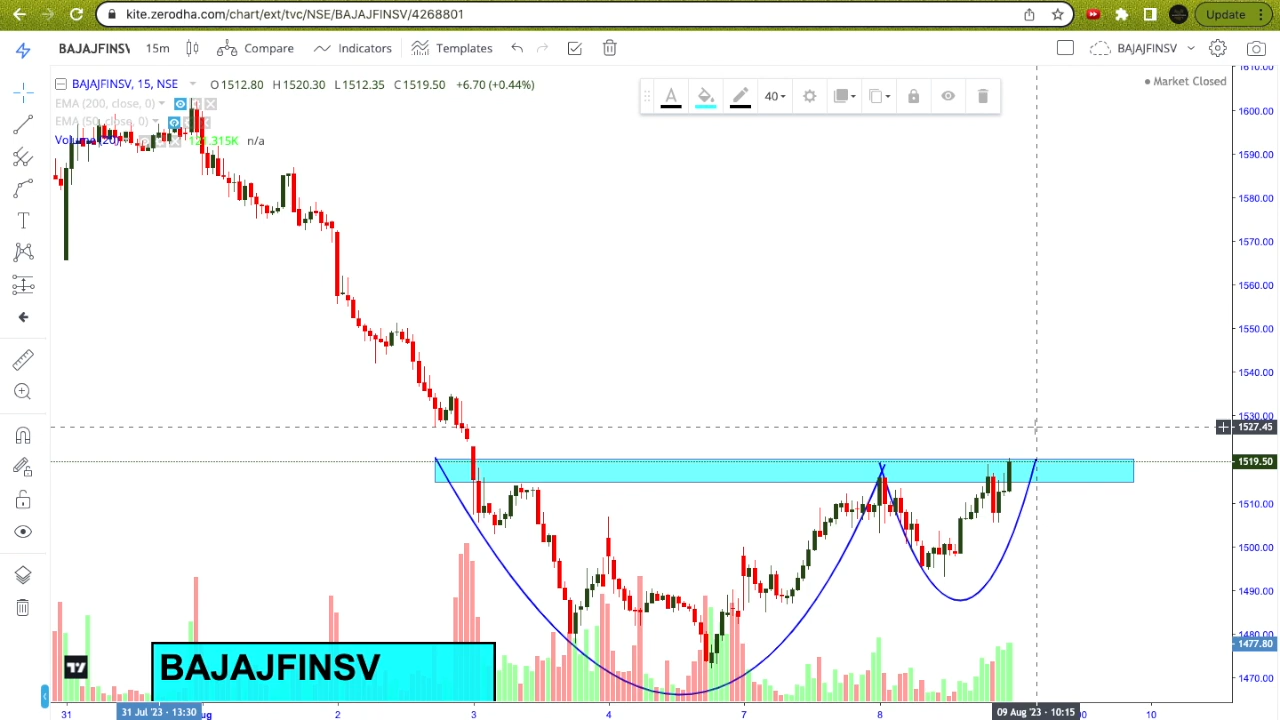 kite.zerodha.com/chart/ext/tvc/NSE/BAJAJFINSV/4268801
Update
BAJAJFINSV 15m Compare Indicators Templates BAJAJFINSV
BAJAJFINSV, 15, NSE O1512.80 H1520.30 L1512.35 C1519.50 +6.70 (+0.44%)
Market Closed
EMA (200, close, 0)
EMA (50, close, 0)
Volume (20) n/a
40
1610.00
1600.00
1590.00
1580.00
1570.00
1560.00
1550.00
1540.00
1530.00
1527.45
1519.50
1510.00
1500.00
1490.00
1480.00
1477.80
1470.00
BAJAJFINSV
31 31 Jul '23 · 13:30 2 3 4 7 8 09 Aug '23 · 10:15 10